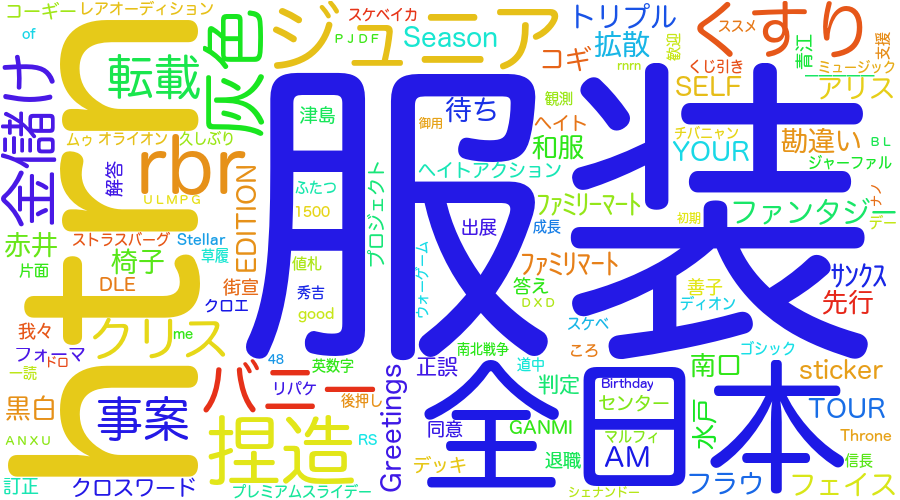 コーギー
レアオーディション
of
スケベイカ
PJDF
ジュニア
Season
トリプル
拡散
コギ
rnrn
歓迎
ススメ
くすり
くじ引き
青江
支援
ミュージック
アリス
SELF
転載
灰色
金儲け
htrn
ムゥ
オライオン
久しぶり
解答
rbr
ULMPG
津島
ふたつ
1500
待ち
御用
観測
ヘイト
和服
ヘイトアクション
服装
チバニャン
YOUR
勘違い
BL
ジャーファル
ナノ
デニ
赤井
片面
ストラスバーグ
Stellar
草履
椅子
DLE
EDITION
街宣
クロエ
値札
秀吉
good
プロジェクト
ウォーゲーム
出展
成長
ファミリーマート
ファミリマート
答え
DXD
スケベ
ファンタジー
初期
サンクス
善子
ディオン
先行
我々
クリス
me
フォーマ
ドロ
一読
48
英数字
南北戦争
道中
ころ
ゴシック
バニー
リパケ
後押し
正誤
全日本
判定
Birthday
センター
南口
sticker
黒白
事案
捏造
Greetings
同意
GANMI
マルフィ
水戸
TOUR
ANXU
RS
デッキ
退職
AM
Throne
信長
訂正
クロスワード
プレミアムスライデー
シェナンドー
フラウ
フェイス